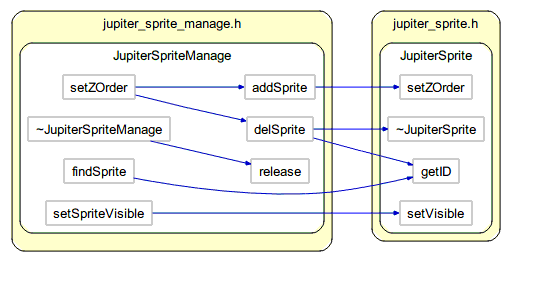 jupiter_sprite_manage.h
JupiterSpriteManage
setZOrder
addSprite
~JupiterSpriteManage
delSprite
findSprite
release
setSpriteVisible
jupiter_sprite.h
JupiterSprite
setZOrder
~JupiterSprite
getID
setVisible